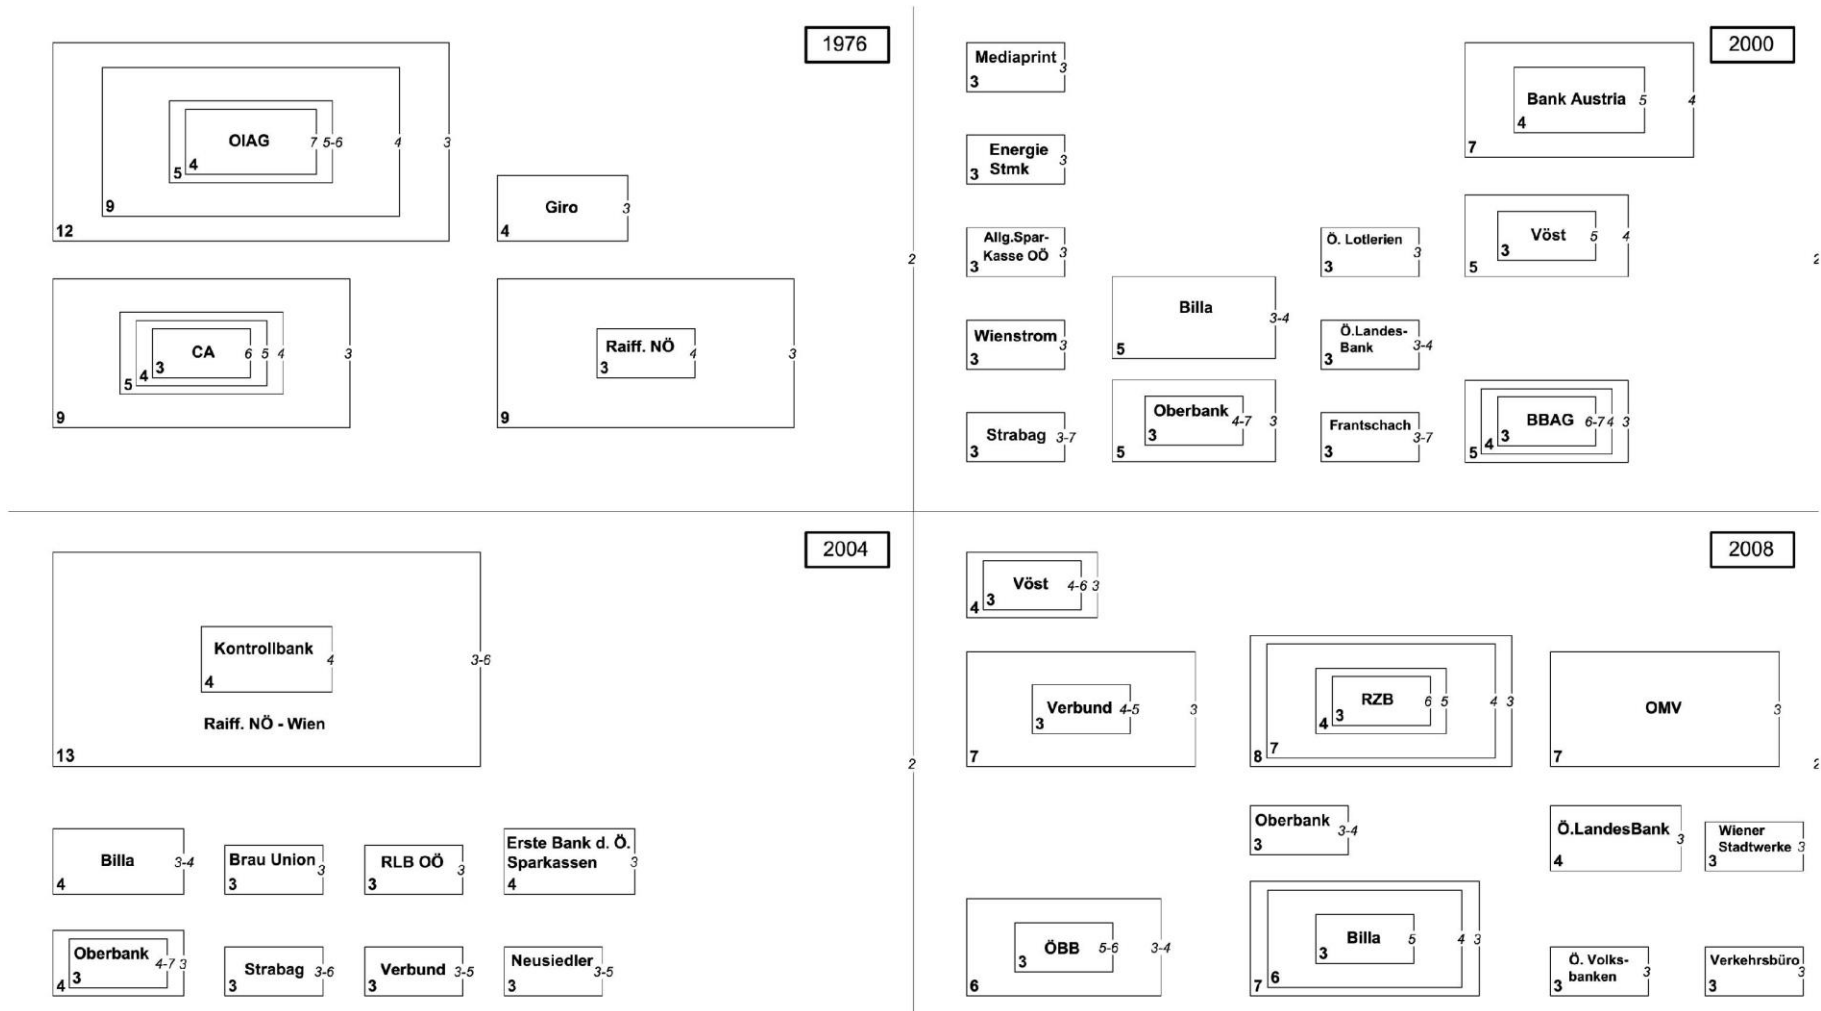 1976
OIAG
7
5-6
4
3
4
5
9
12
Giro
3
4
CA
6
5
4
3
3
4
5
9
Raiff. NÖ
4
3
3
9
2
2000
Mediaprint
3
3
Energie
Stmk
3
3
Allg.Spar-
Kasse OÖ
3
3
Wienstrom
3
3
Strabag
3-7
3
Billa
3-4
5
Oberbank
4-7
3
3
5
Ö. Lotlerien
3
3
Ö.Landes-
Bank
3-4
3
Frantschach
3-7
3
Bank Austria
5
4
4
7
Vöst
5
4
3
5
BBAG
6-7
4
3
3
4
5
2
2004
Kontrollbank
4
4
3-6
Raiff. NÖ - Wien
13
Billa
3-4
4
Brau Union
3
3
RLB OÖ
3
3
Erste Bank d. Ö.
Sparkassen
3
4
Oberbank
4-7
3
3
4
Strabag
3-6
3
Verbund
3-5
3
Neusiedler
3-5
3
2
2008
Vöst
4-6
3
3
4
Verbund
4-5
3
3
7
RZB
6
5
4
3
3
4
7
8
OMV
3
7
Oberbank
3-4
3
Ö.LandesBank
3
4
Wiener
Stadtwerke
3
3
ÖBB
5-6
3-4
3
6
Billa
5
4
3
3
6
7
Ö. Volks-
banken
3
3
Verkehrsbüro
3
3
2